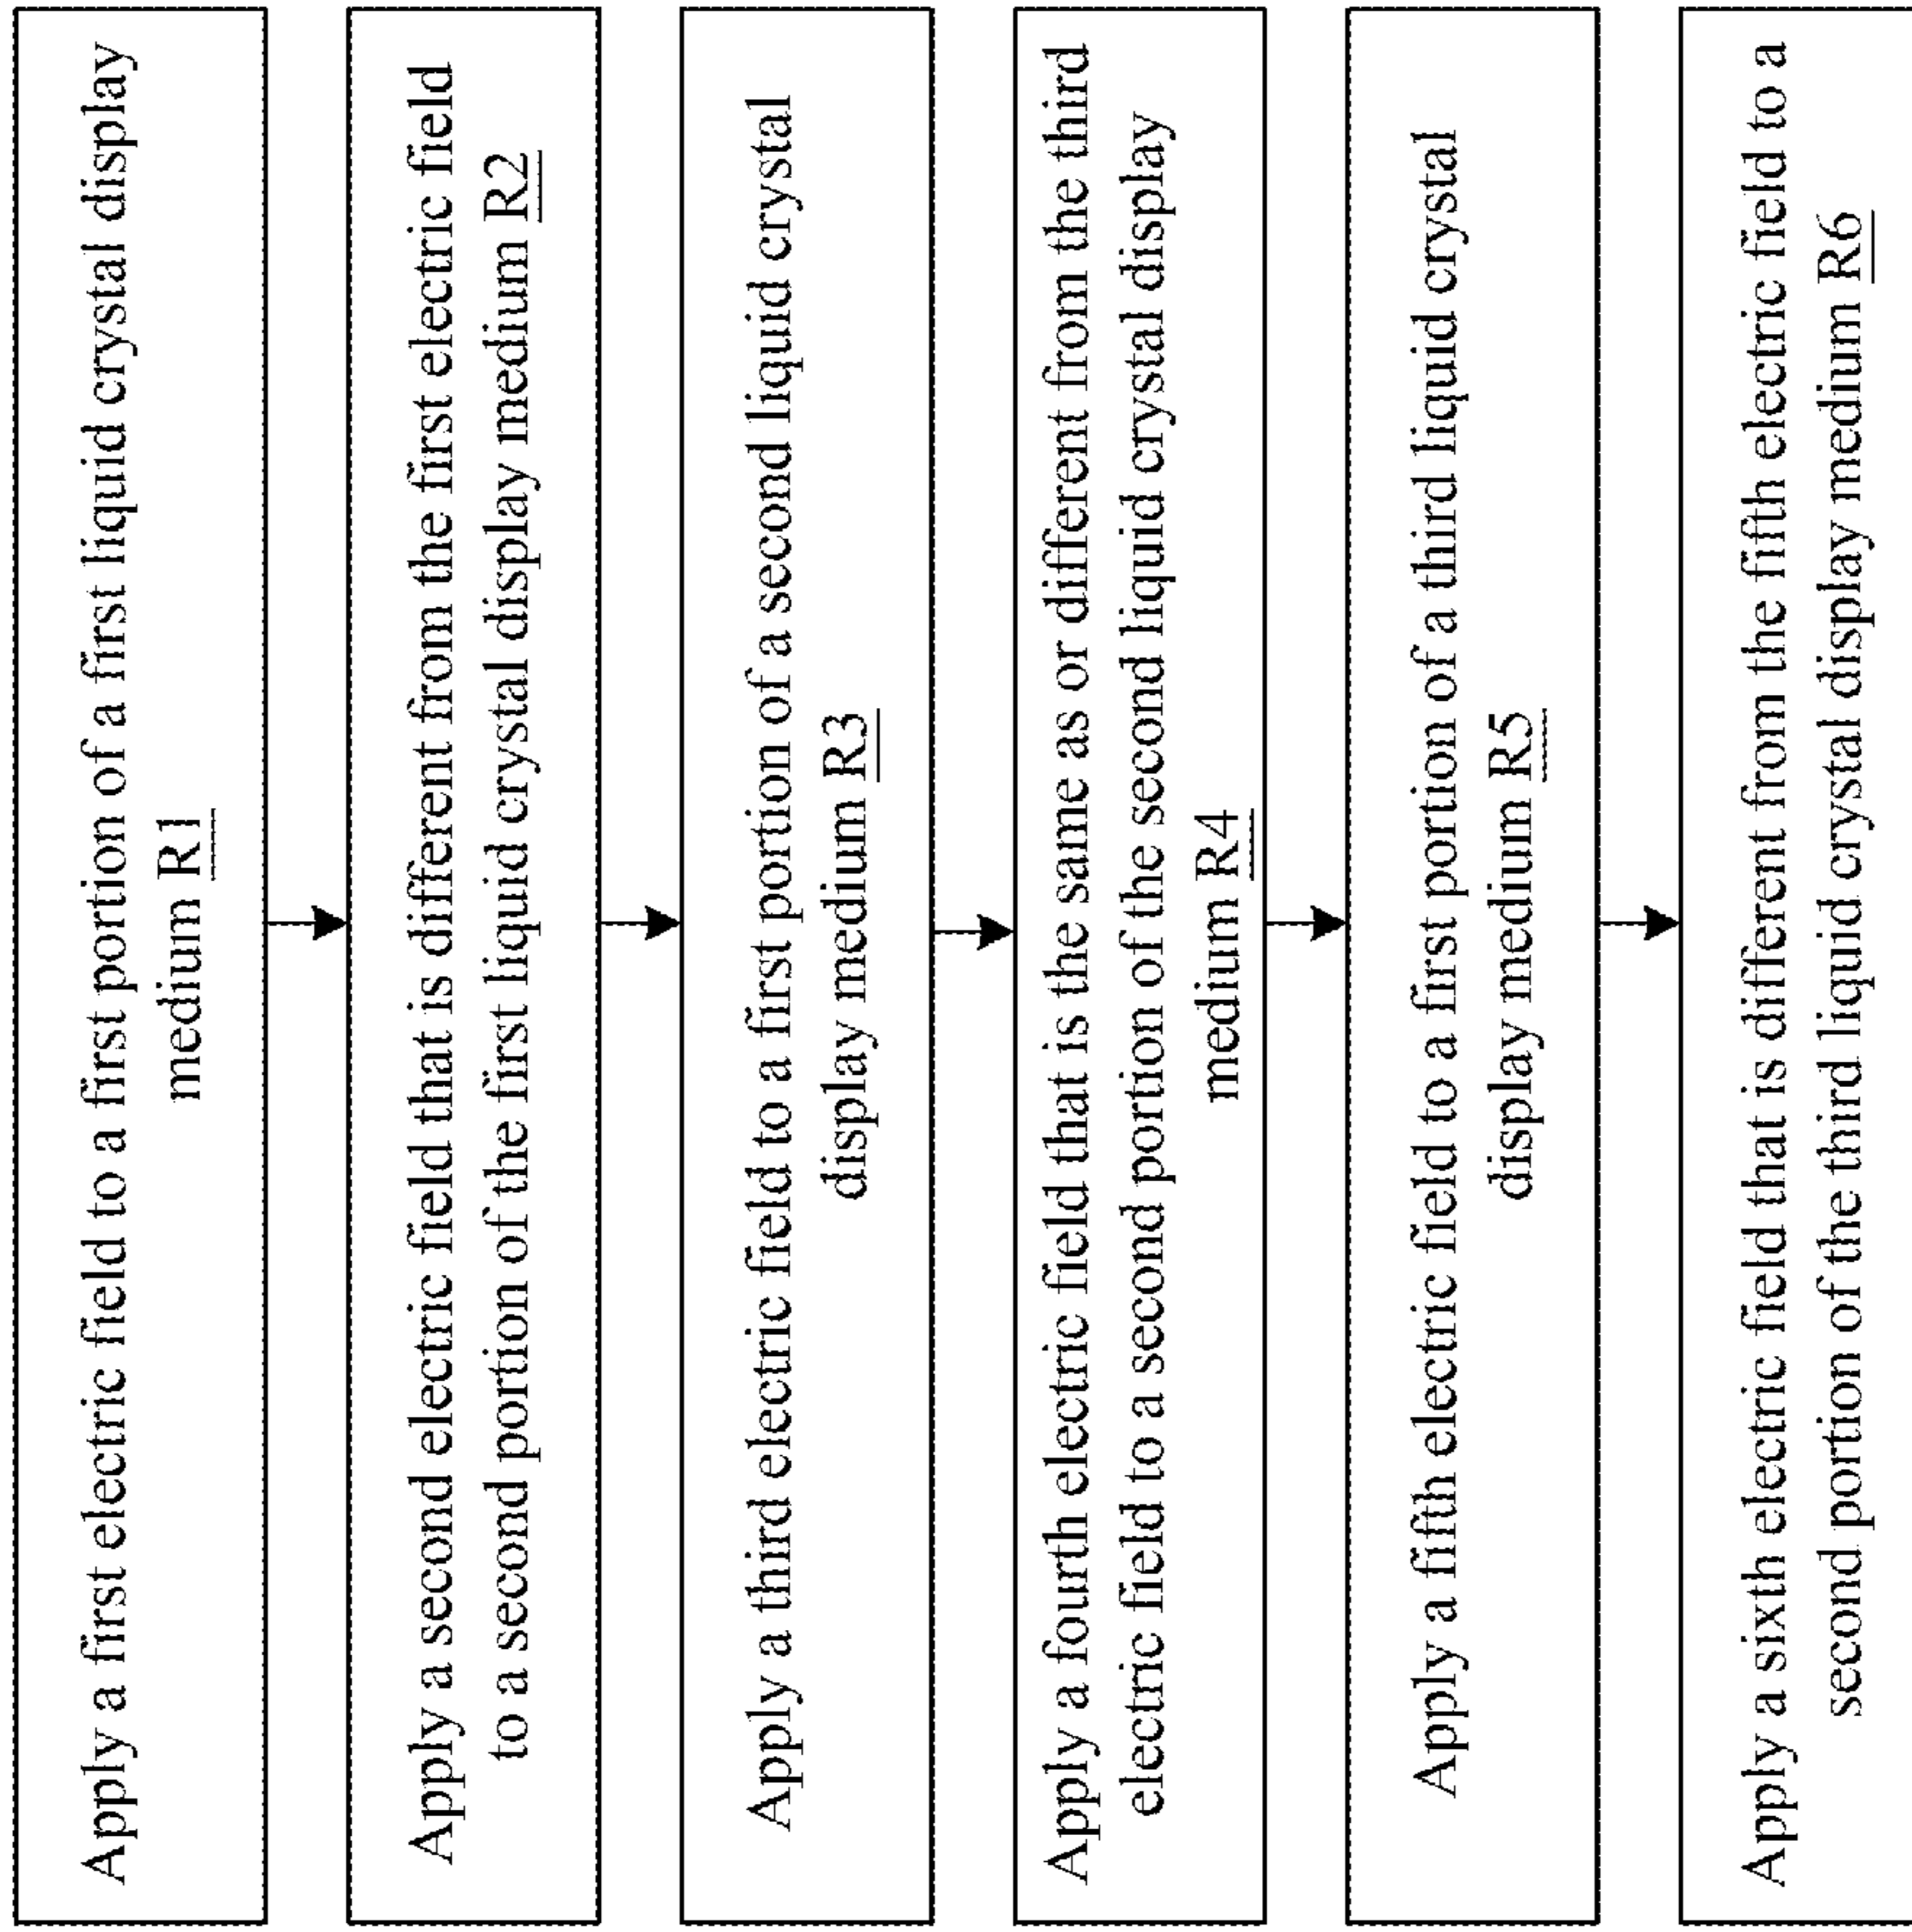 Apply a first electric field to a first portion of a first liquid crystal display
medium R1
Apply a second electric field that is different from the first electric field
to a second portion of the first liquid crystal display medium R2
Apply a third electric field to a first portion of a second liquid crystal
display medium R3
Apply a fourth electric field that is the same as or different from the third
electric field to a second portion of the second liquid crystal display
medium R4
Apply a fifth electric field to a first portion of a third liquid crystal
display medium R5
Apply a sixth electric field that is different from the fifth electric field to a
second portion of the third liquid crystal display medium R6